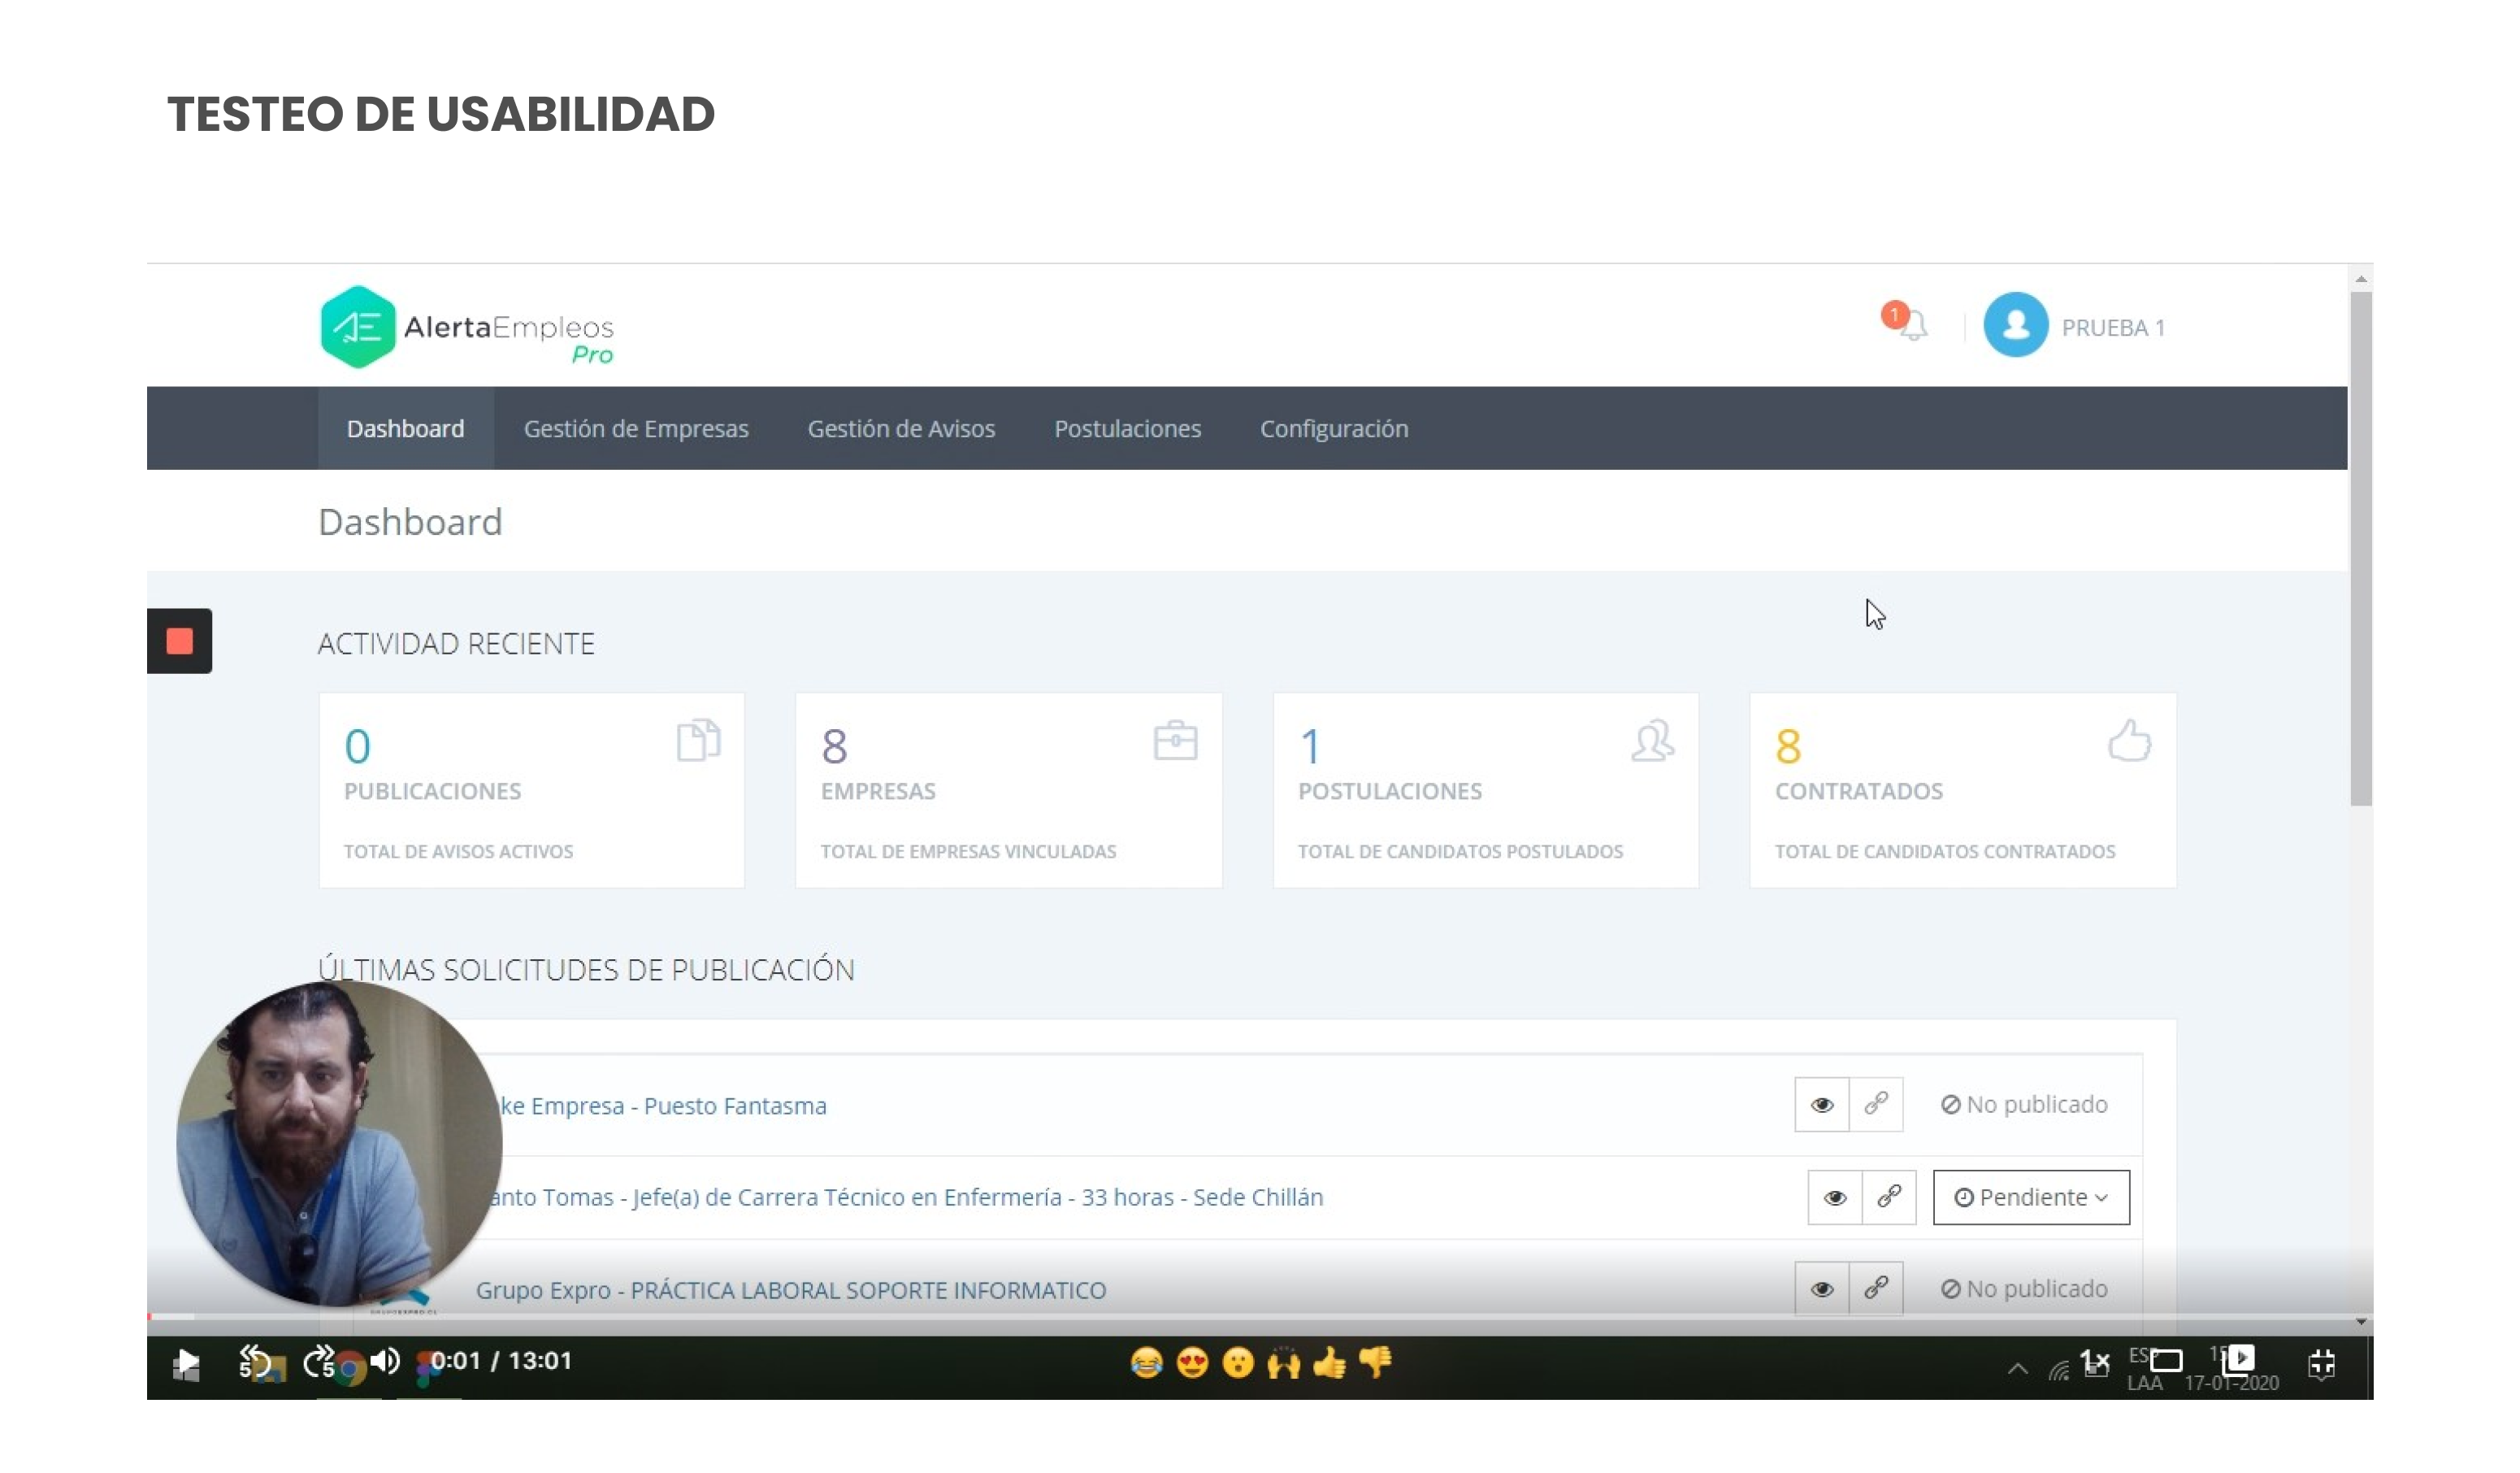 TESTEO DE USABILIDAD
AlertaEmpleos
Pro
1
PRUEBA 1
Dashboard Gestión de Empresas Gestión de Avisos Postulaciones Configuración
Dashboard
ACTIVIDAD RECIENTE
0 8 1 8
PUBLICACIONES EMPRESAS POSTULACIONES CONTRATADOS
TOTAL DE AVISOS ACTIVOS TOTAL DE EMPRESAS VINCULADAS TOTAL DE CANDIDATOS POSTULADOS TOTAL DE CANDIDATOS CONTRATADOS
ÚLTIMAS SOLICITUDES DE PUBLICACIÓN
ke Empresa - Puesto Fantasma No publicado
anto Tomas - Jefe(a) de Carrera Técnico en Enfermería - 33 horas - Sede Chillán Pendiente
Grupo Expro - PRÁCTICA LABORAL SOPORTE INFORMATICO No publicado
GRUPOEXPRO.CL
5 5 0:01 / 13:01 1x
LAA 17-01-2020